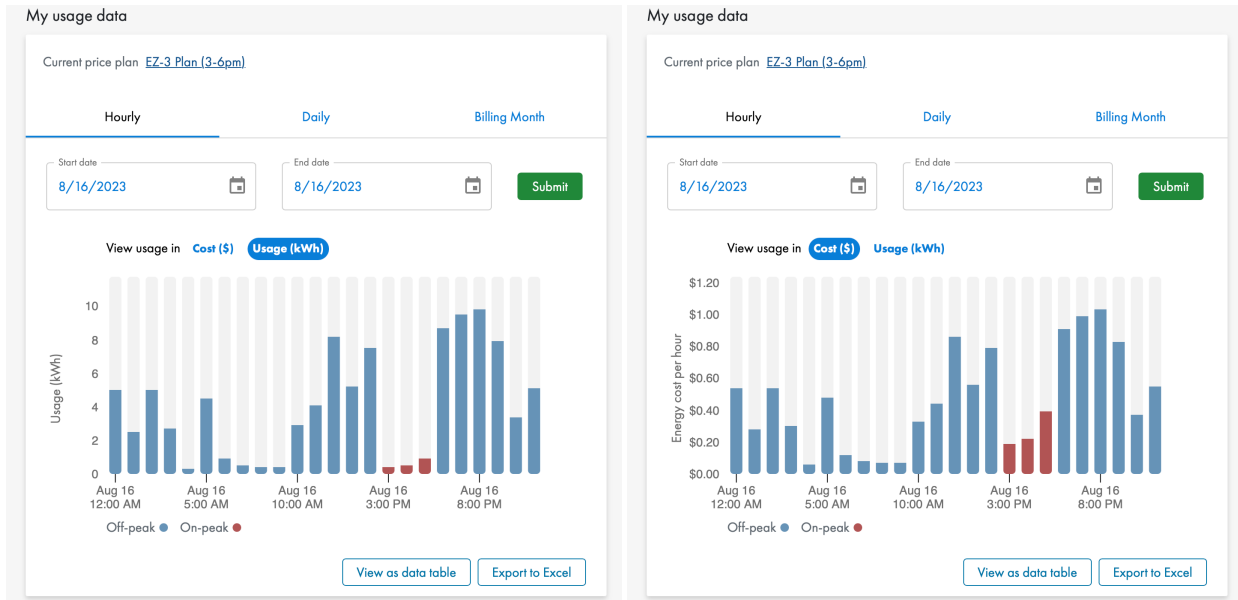 My usage data
Current price plan EZ-3 Plan (3-6pm)
Hourly Daily Billing Month
Start date End date
8/16/2023 8/16/2023 Submit
View usage in Cost ($) Usage (kWh)
Usage (kWh)
10
8
6
4
2
0
Aug 16 Aug 16 Aug 16 Aug 16 Aug 16
12:00 AM 5:00 AM 10:00 AM 3:00 PM 8:00 PM
Off-peak On-peak
View as data table Export to Excel
My usage data
Current price plan EZ-3 Plan (3-6pm)
Hourly Daily Billing Month
Start date End date
8/16/2023 8/16/2023 Submit
View usage in Cost ($) Usage (kWh)
Energy cost per hour
$1.20
$1.00
$0.80
$0.60
$0.40
$0.20
$0.00
Aug 16 Aug 16 Aug 16 Aug 16 Aug 16
12:00 AM 5:00 AM 10:00 AM 3:00 PM 8:00 PM
Off-peak On-peak
View as data table Export to Excel